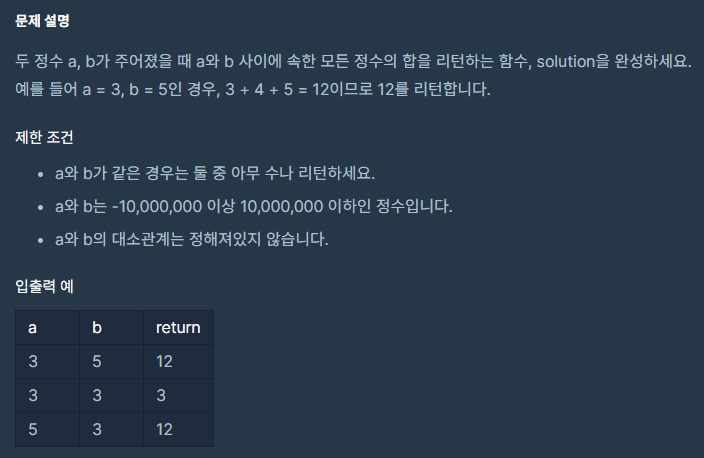 문제 설명
두 정수 a, b가 주어졌을 때 a와 b 사이에 속한 모든 정수의 합을 리턴하는 함수, solution을 완성하세요.
예를 들어 a = 3, b = 5인 경우, 3 + 4 + 5 = 12이므로 12를 리턴합니다.
제한 조건
• a와 b가 같은 경우는 둘 중 아무 수나 리턴하세요.
• a와 b는 -10,000,000 이상 10,000,000 이하인 정수입니다.
• a와 b의 대소관계는 정해져있지 않습니다.
입출력 예
a b return
3 5 12
3 3 3
5 3 12